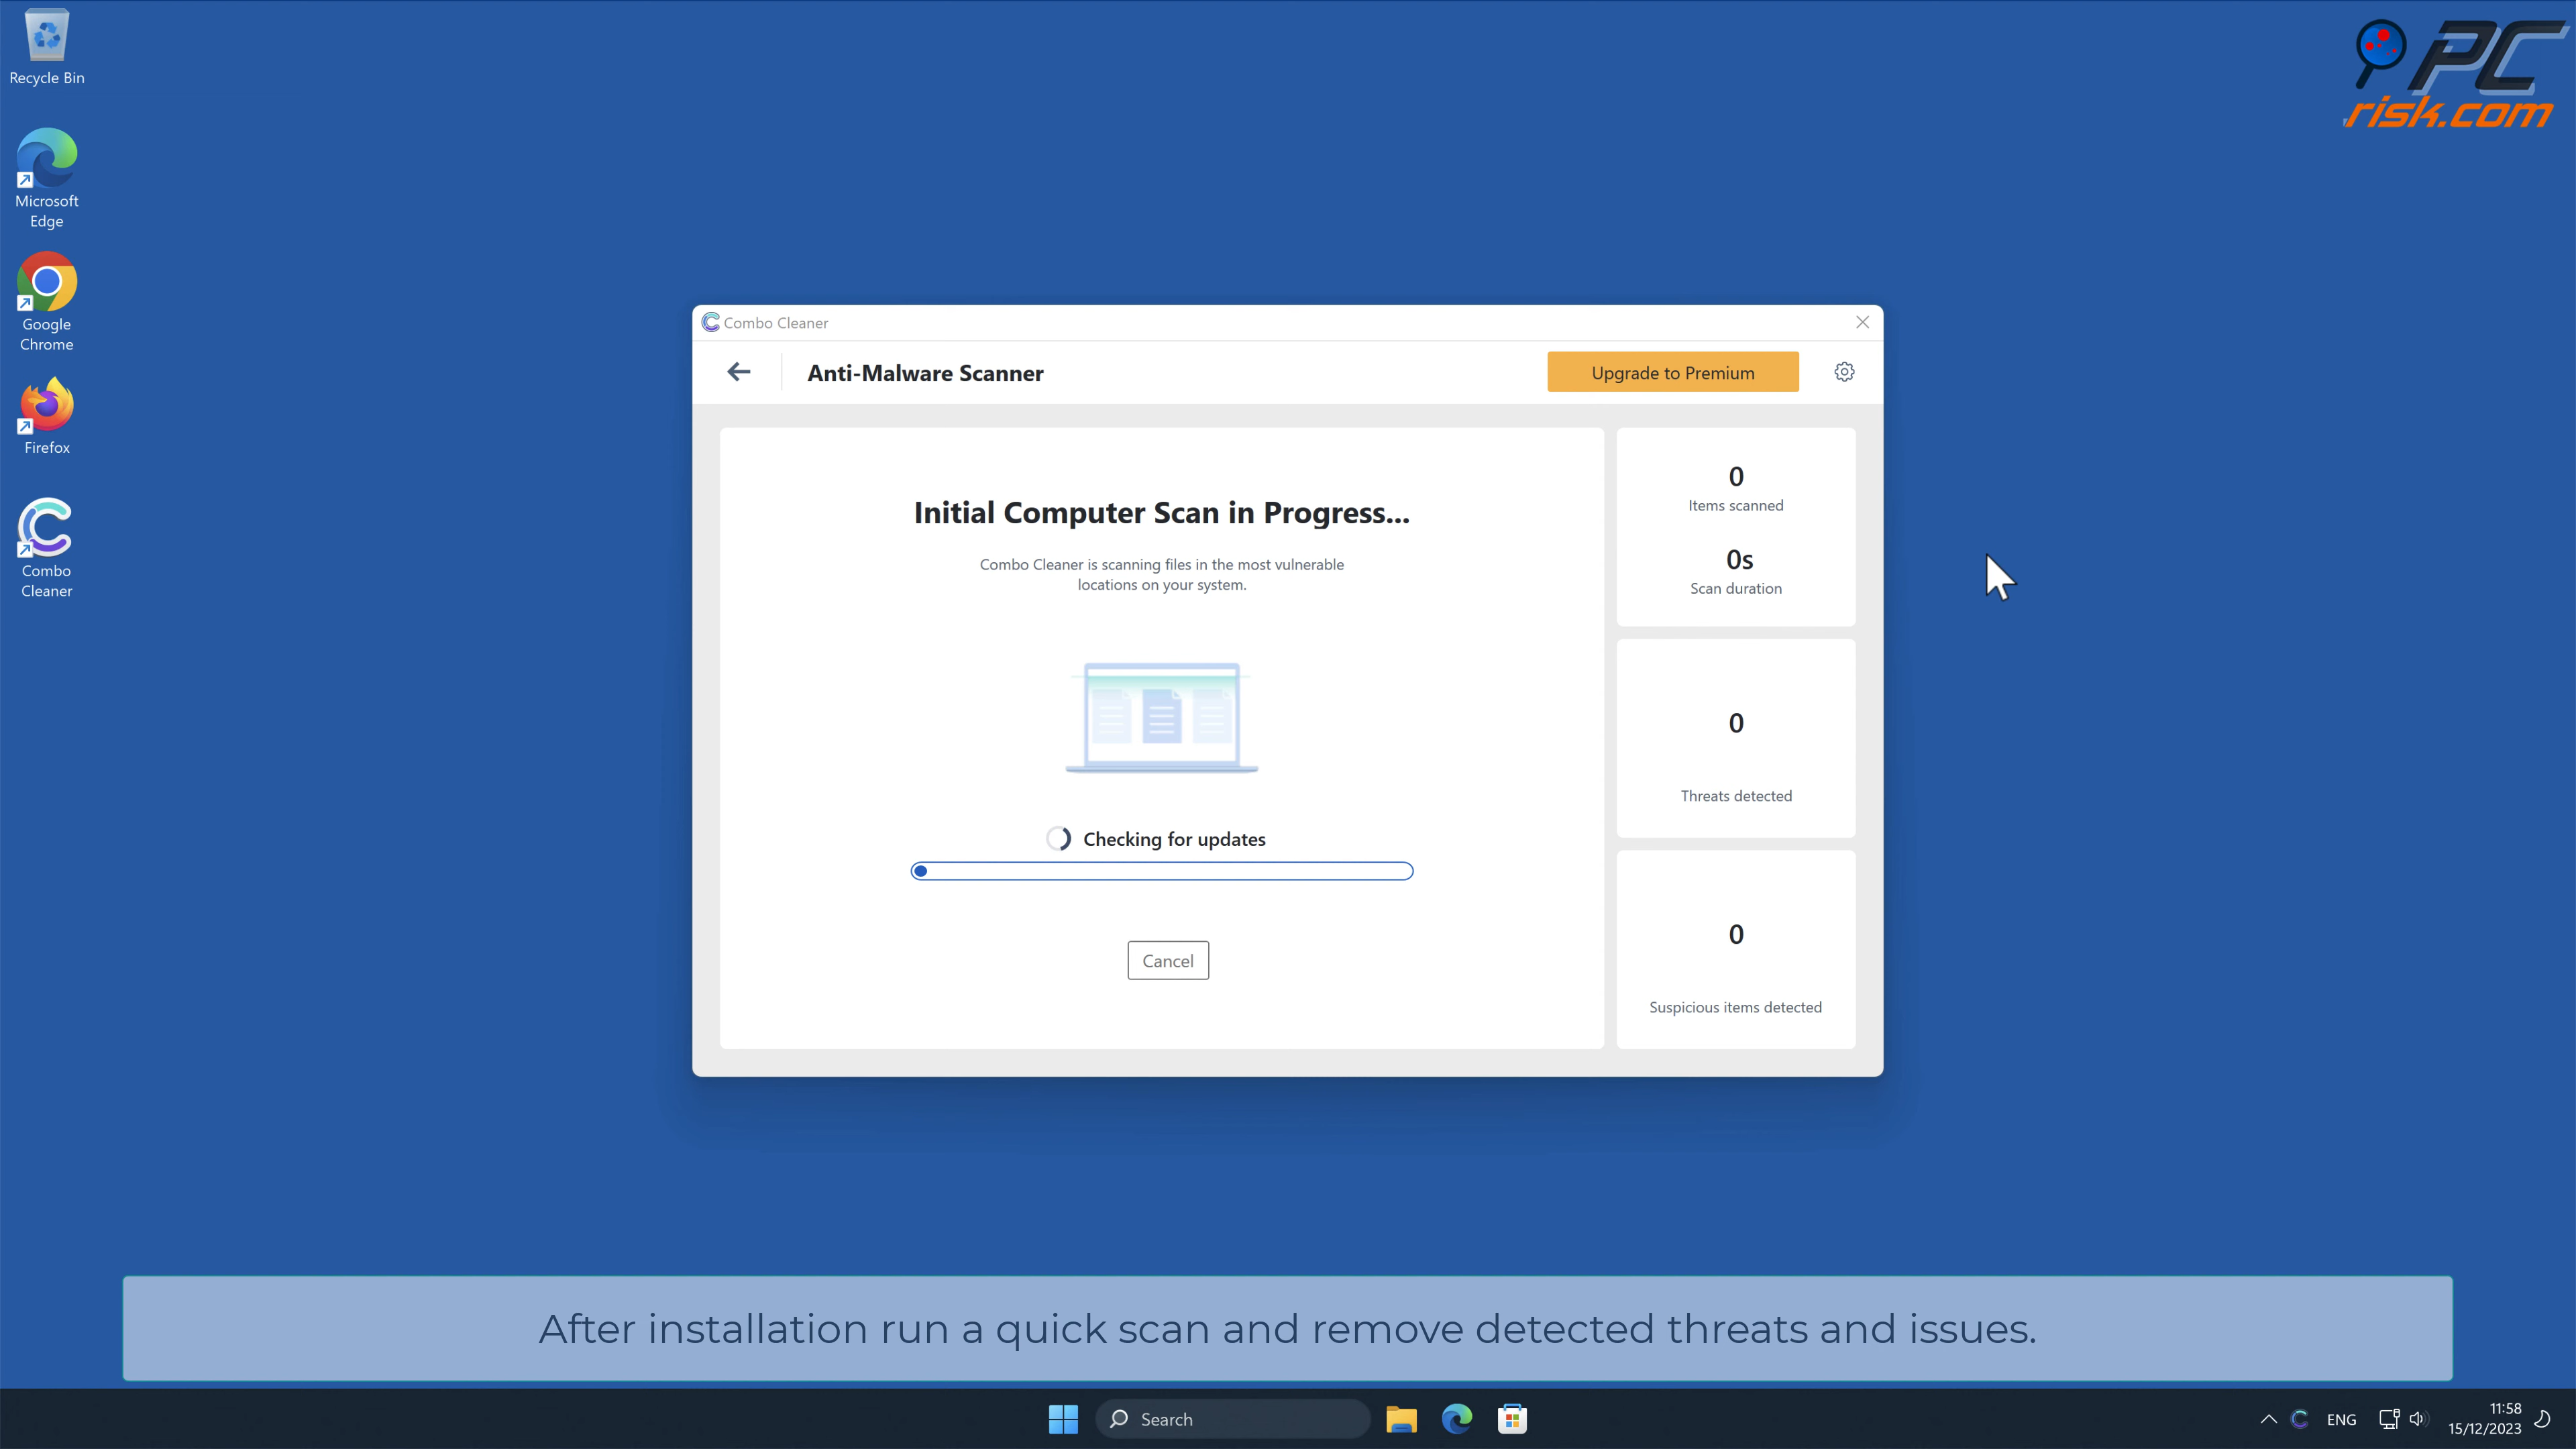 Recycle Bin
Microsoft
Edge
Google
Chrome
Firefox
Combo
Cleaner
PC
risk.com
Combo Cleaner
Anti-Malware Scanner
Upgrade to Premium
Initial Computer Scan in Progress...
Combo Cleaner is scanning files in the most vulnerable
locations on your system.
Checking for updates
Cancel
0
Items scanned
0s
Scan duration
0
Threats detected
0
Suspicious items detected
After installation run a quick scan and remove detected threats and issues.
Search
ENG
11:58
15/12/2023